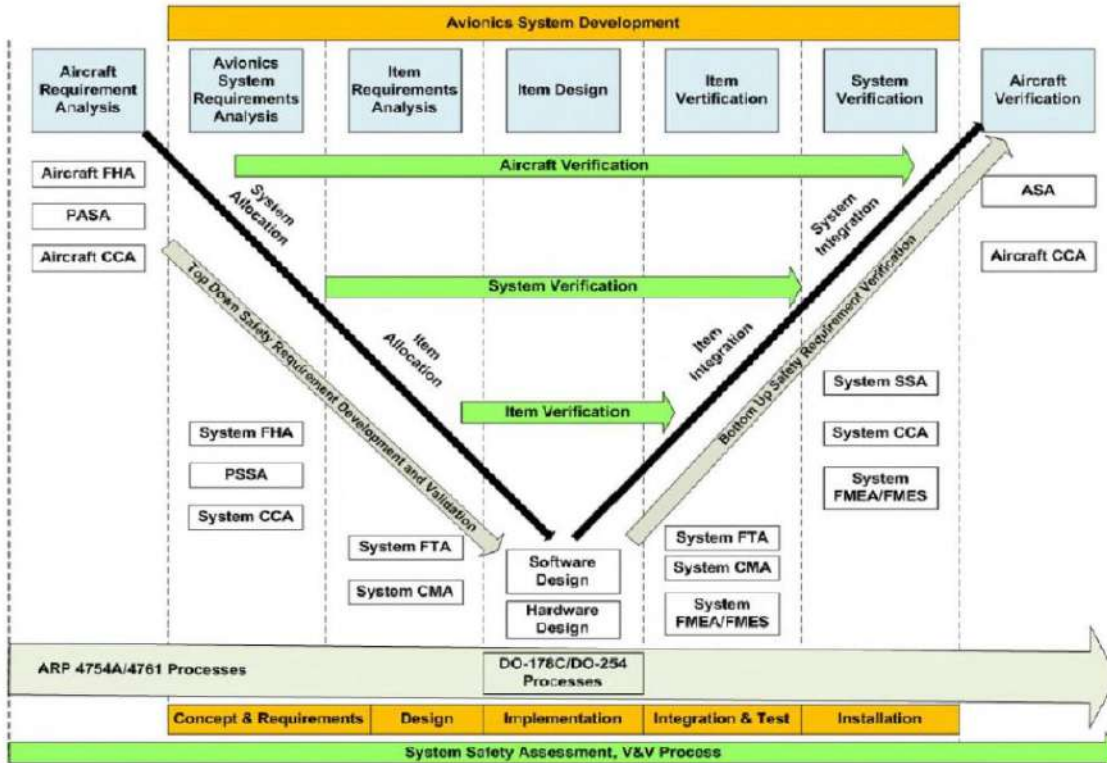 Avionics System Development
Aircraft
Requirement
Analysis
Avionics
System
Requirements
Analysis
Item
Requirements
Analysis
Item Design
Item
Vertification
System
Verification
Aircraft
Verification
Aircraft FHA
PASA
Aircraft CCA
Aircraft Verification
System
Allocation
System
Integration
ASA
Aircraft CCA
Top Down Safety Requirement Development and Validation
System Verification
Bottom Up Safety Requirement Verification
Item
Allocation
Item
Integration
Item Verification
System FHA
PSSA
System CCA
System SSA
System CCA
System
FMEA/FMES
System FTA
System CMA
Software
Design
Hardware
Design
System FTA
System CMA
System
FMEA/FMES
ARP 4754A/4761 Processes
DO-178C/DO-254
Processes
Concept & Requirements
Design
Implementation
Integration & Test
Installation
System Safety Assessment, V&V Process